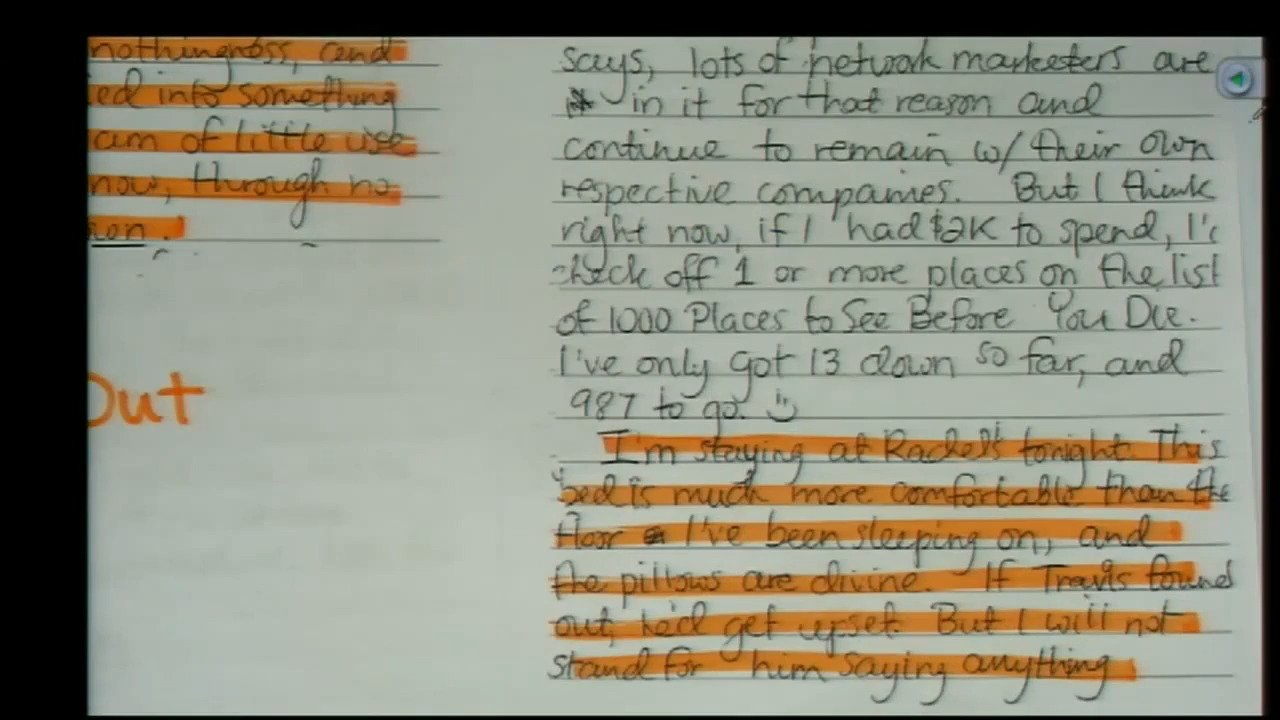 nothingness, and
ied into something
am of little use
now, through no
Out
says, lots of network marketers are
in it for that reason and
continue to remain w/ their own
respective companies. But I think
right now, if I had $2K to spend, I'd
check off 1 or more places on the list
of 1000 Places to See Before You Die.
I've only got 13 down so far, and
987 to go.
I'm staying at Rachel's tonight. This
bed is much more comfortable than the
floor I've been sleeping on, and
the pillows are divine. If Travis found
out, he'd get upset. But I will not
stand for him saying anything